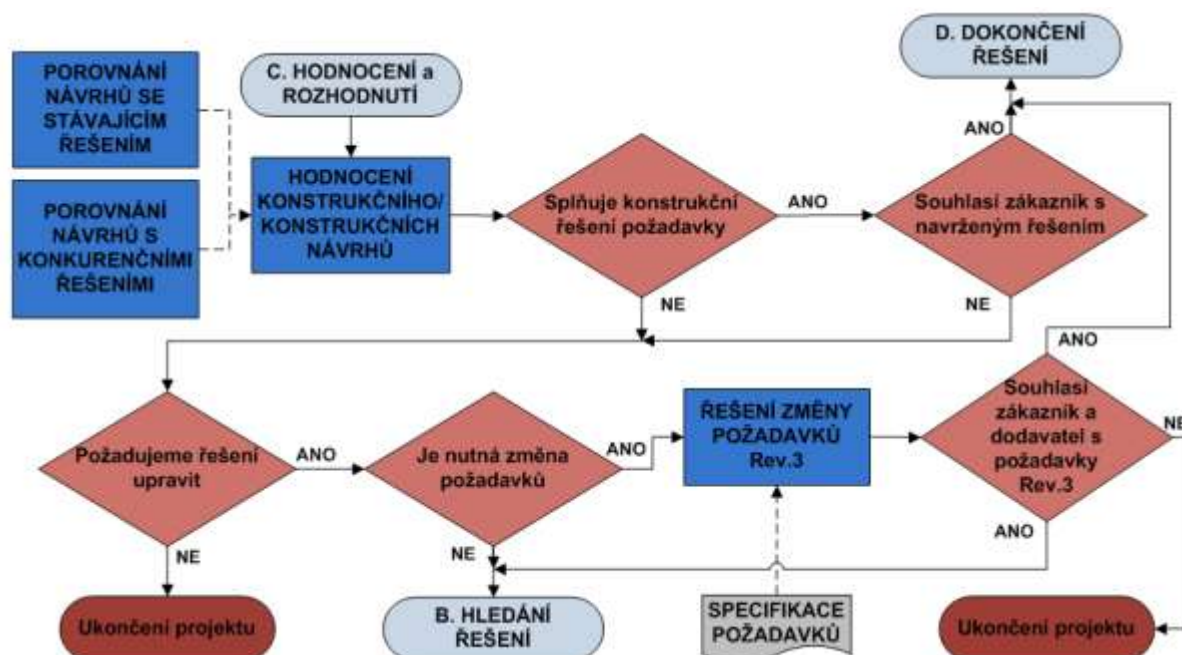 POROVNÁNÍ
NÁVRHŮ SE
STÁVAJÍCÍM
ŘEŠENÍM
C. HODNOCENÍ a
ROZHODNUTÍ
D. DOKONČENÍ
ŘEŠENÍ
POROVNÁNÍ
NÁVRHŮ S
KONKURENČNÍMI
ŘEŠENÍMI
HODNOCENÍ
KONSTRUKČNÍHO/
KONSTRUKČNÍCH
NÁVRHŮ
Splňuje konstrukční
řešení požadavky
ANO
Souhlasí zákazník s
navrženým řešením
ANO
NE
NE
Požadujeme řešení
upravit
ANO
Je nutná změna
požadavků
ANO
ŘEŠENÍ ZMĚNY
POŽADAVKŮ
Rev.3
ANO
Souhlasí
zákazník a
dodavatel s
požadavky
Rev.3
NE
ANO
NE
NE
Ukončení projektu
B. HLEDÁNÍ
ŘEŠENÍ
SPECIFIKACE
POŽADAVKŮ
Ukončení projektu